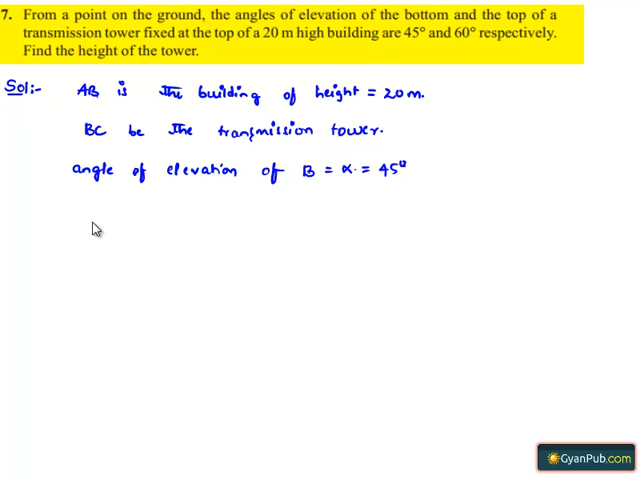 7. From a point on the ground, the angles of elevation of the bottom and the top of a
transmission tower fixed at the top of a 20 m high building are 45° and 60° respectively.
Find the height of the tower.
Sol:- AB is the building of height = 20m.
BC be the transmission tower.
angle of elevation of B = α = 45°
GyanPub.com